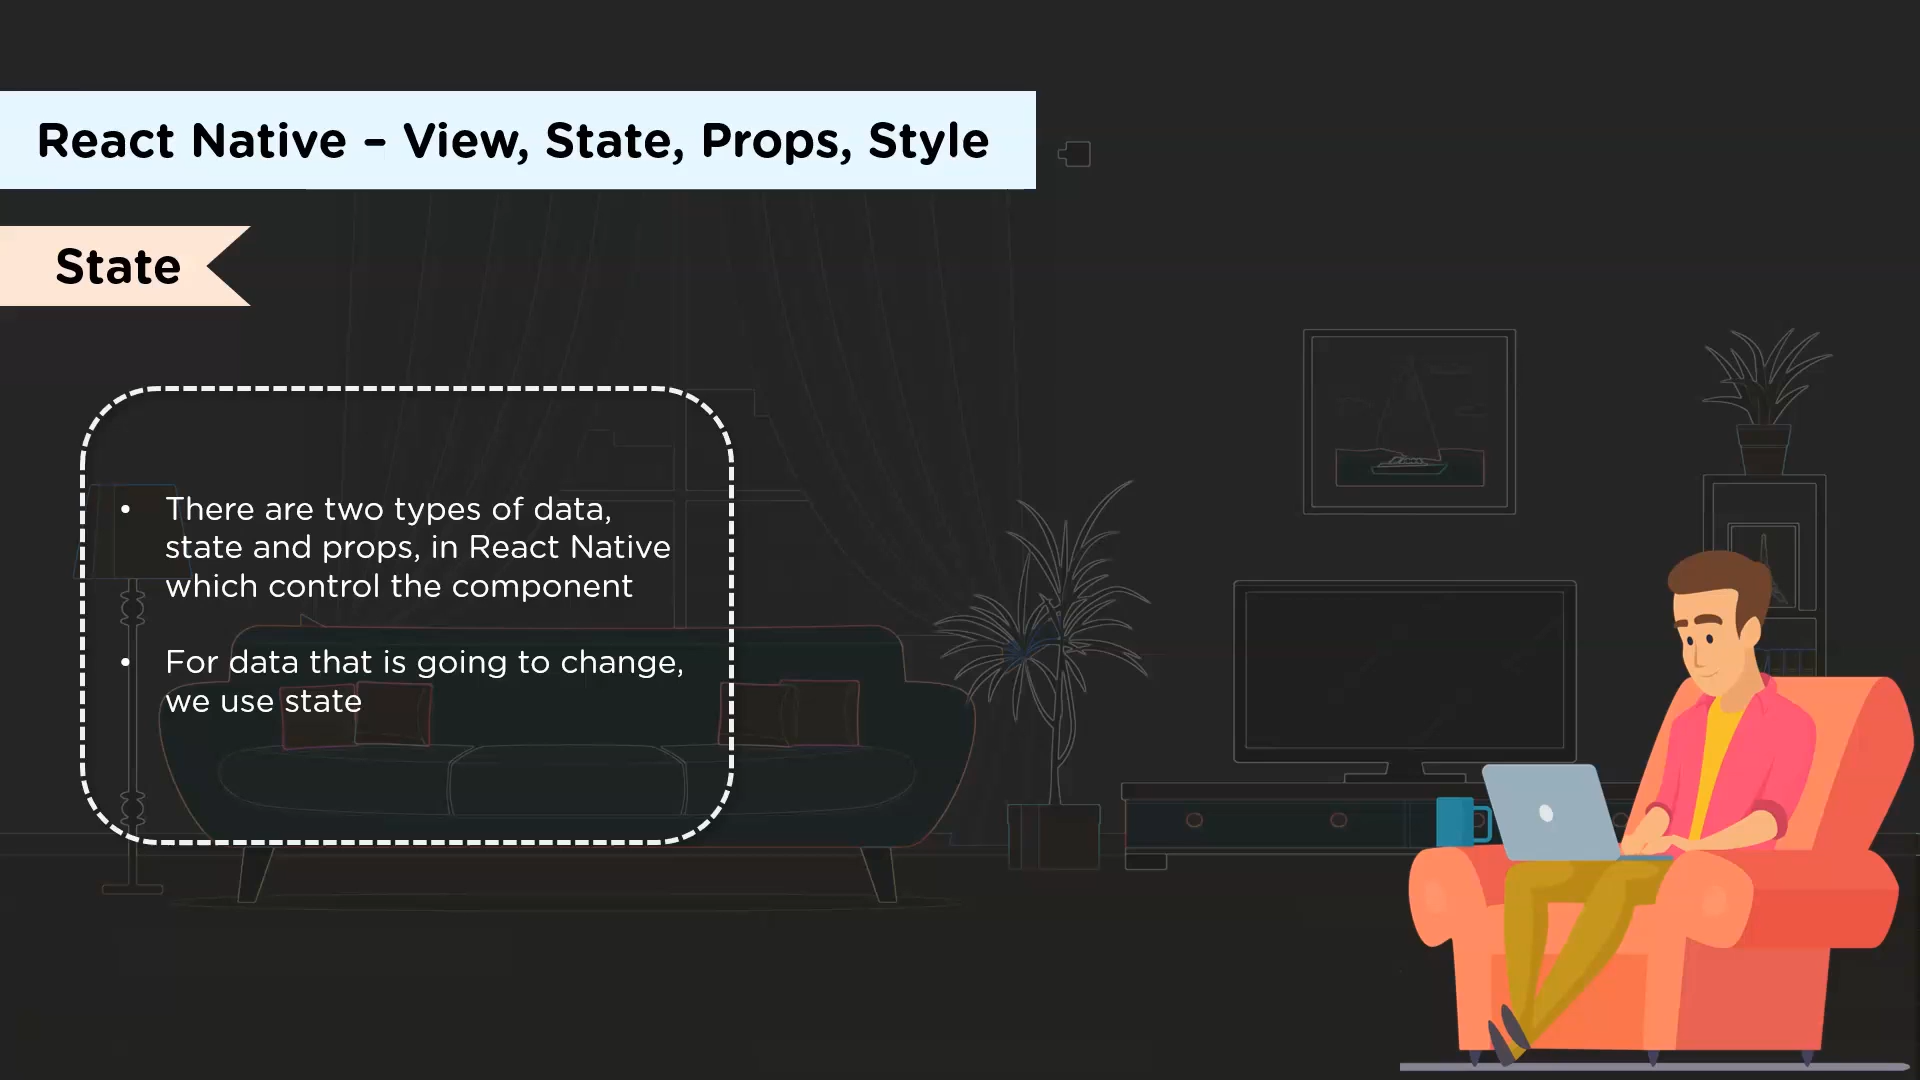 React Native – View, State, Props, Style
State
• There are two types of data,
state and props, in React Native
which control the component
• For data that is going to change,
we use state